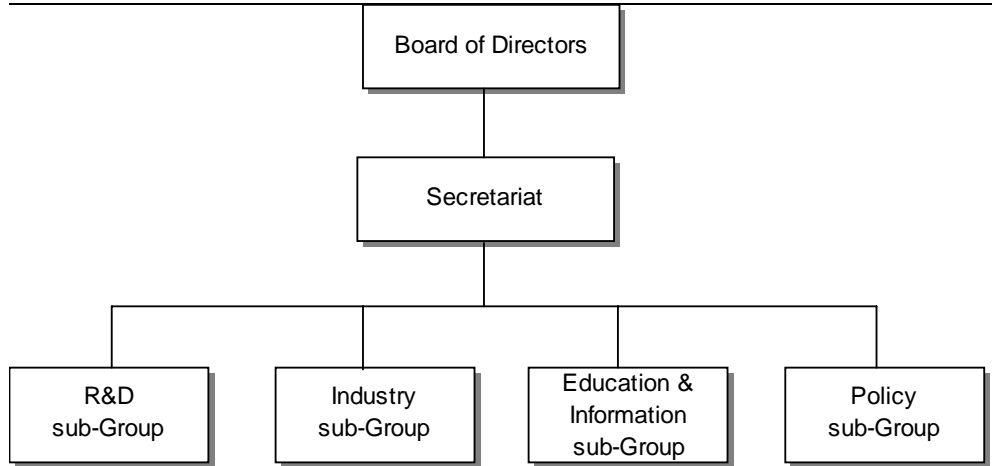 Board of Directors
Secretariat
R&D
sub-Group
Industry
sub-Group
Education &
Information
sub-Group
Policy
sub-Group